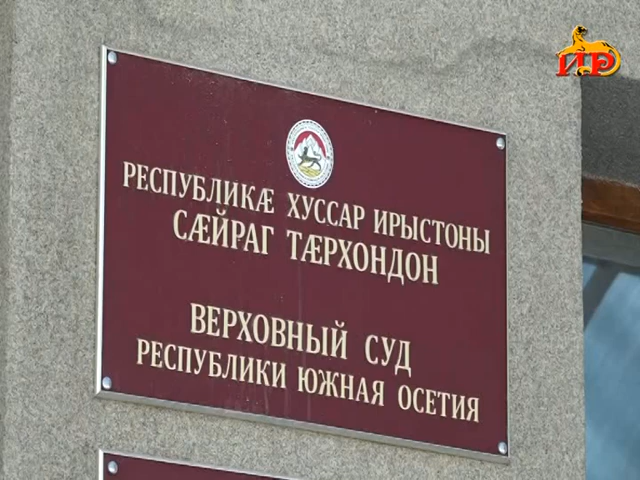 ИР
РЕСПУБЛИКӔ ХУССАР ИРЫСТОНЫ
СӔЙРАГ ТӔРХОНДОН
ВЕРХОВНЫЙ СУД
РЕСПУБЛИКИ ЮЖНАЯ ОСЕТИЯ